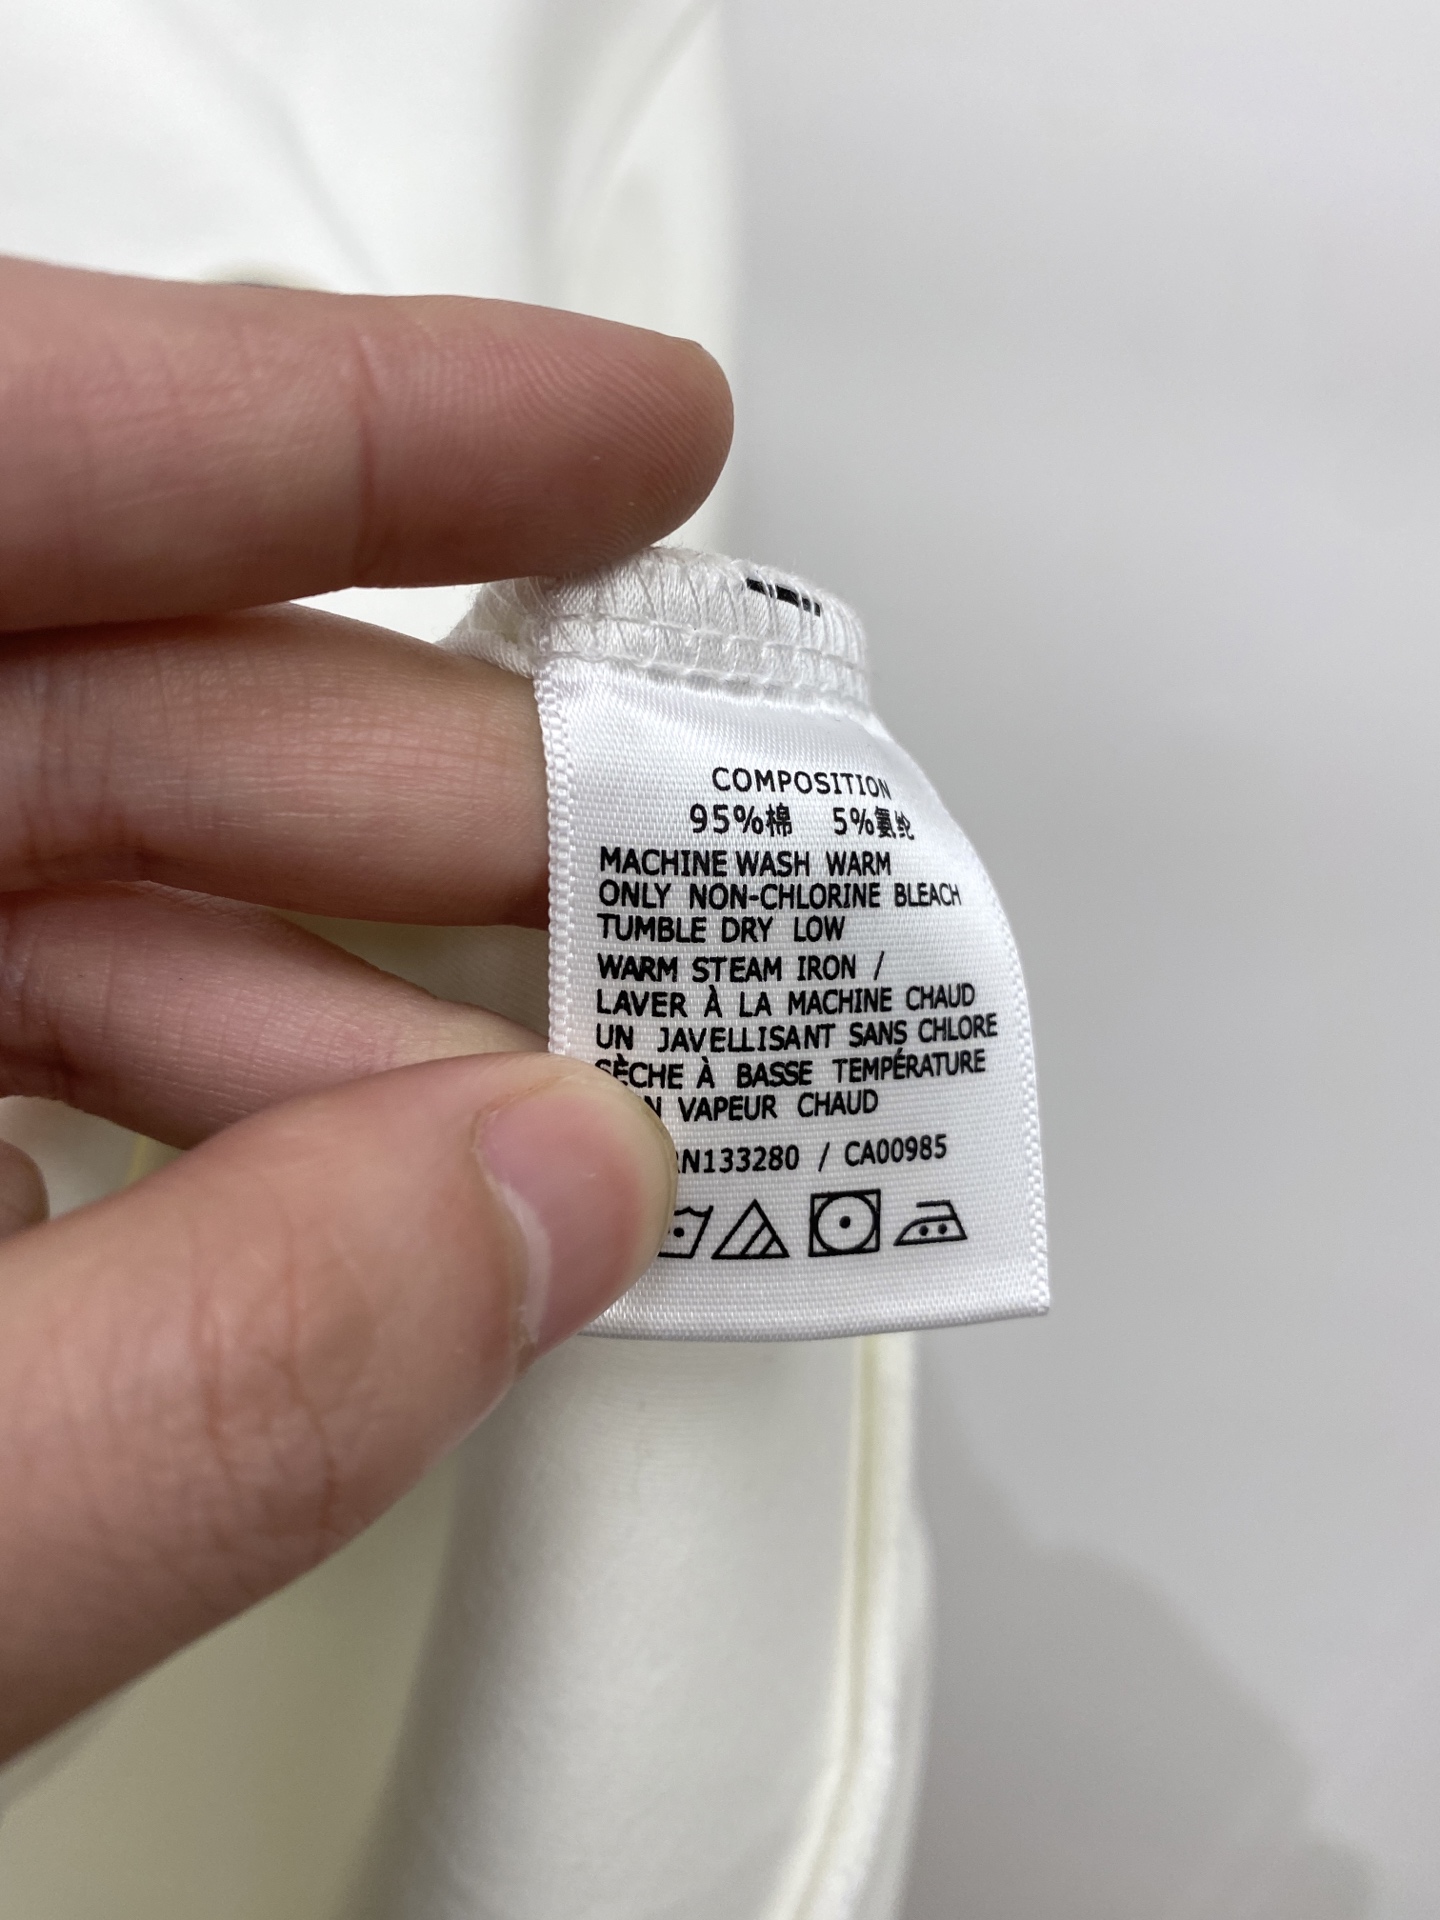 COMPOSITION
95%棉 5%氨纶
MACHINE WASH WARM
ONLY NON-CHLORINE BLEACH
TUMBLE DRY LOW
WARM STEAM IRON /
LAVER À LA MACHINE CHAUD
UN JAVELLISANT SANS CHLORE
SÈCHE À BASSE TEMPÉRATURE
VAPEUR CHAUD
RN133280 / CA00985